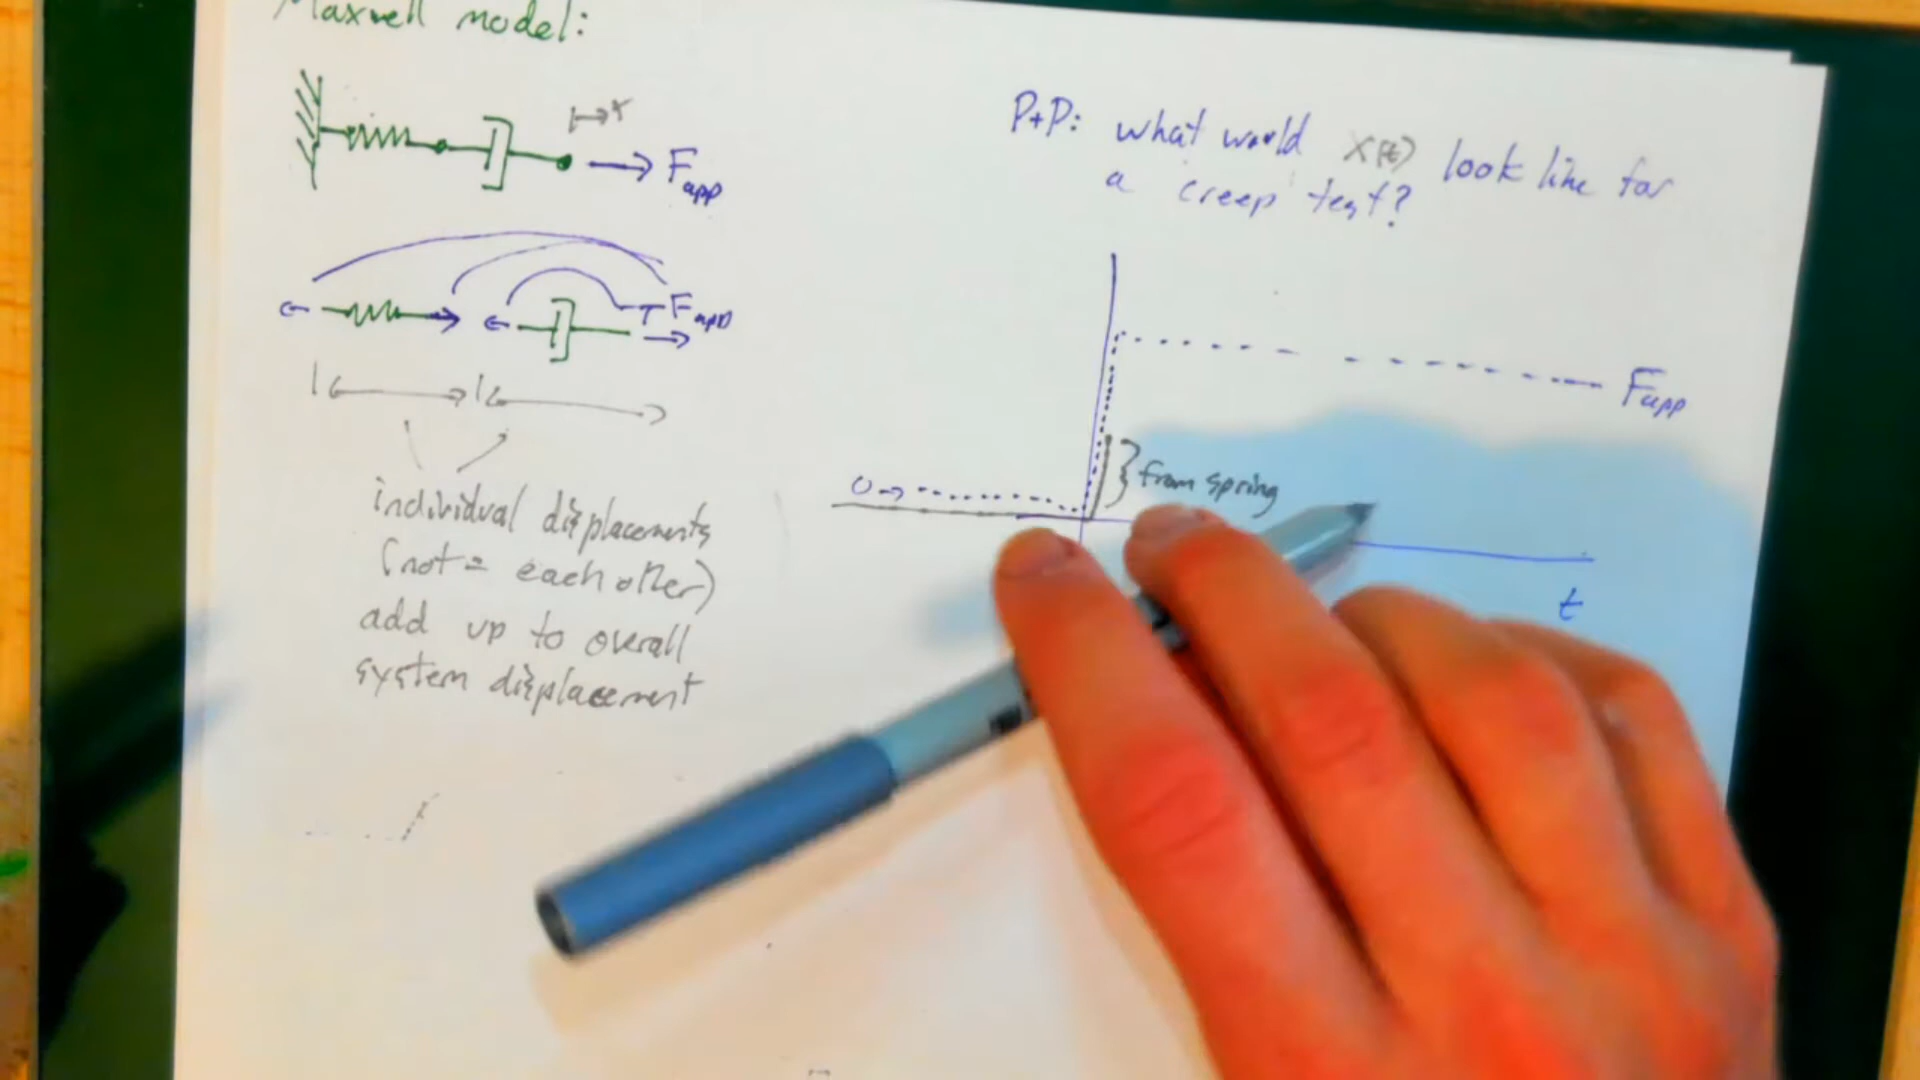 Maxwell model:
x
F app
F app
individual displacements
(not = each other)
add up to overall
system displacement
P+P: what would x(t) look like for
a creep test?
F app
0→
} from spring
t